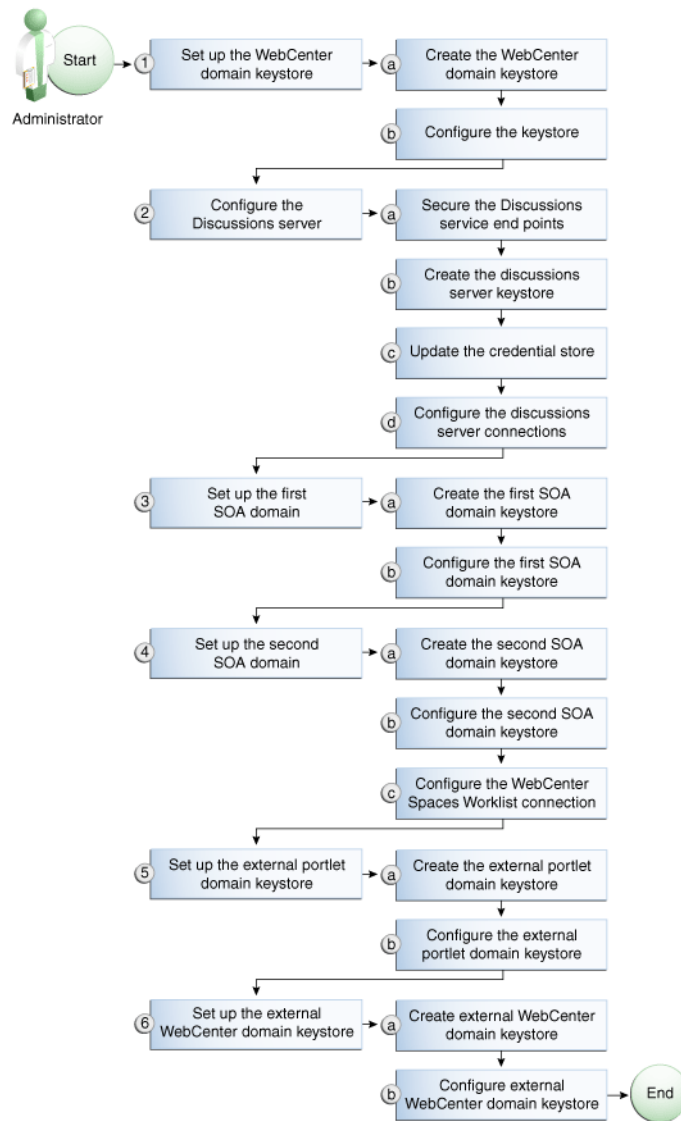 Start
Administrator
1
Set up the WebCenter
domain keystore
a
Create the WebCenter
domain keystore
b
Configure the keystore
2
Configure the
Discussions server
a
Secure the Discussions
service end points
b
Create the discussions
server keystore
c
Update the credential store
d
Configure the discussions
server connections
3
Set up the first
SOA domain
a
Create the first SOA
domain keystore
b
Configure the first SOA
domain keystore
4
Set up the second
SOA domain
a
Create the second SOA
domain keystore
b
Configure the second SOA
domain keystore
c
Configure the WebCenter
Spaces Worklist connection
5
Set up the external portlet
domain keystore
a
Create the external portlet
domain keystore
b
Configure the external
portlet domain keystore
6
Set up the external
WebCenter domain keystore
a
Create external WebCenter
domain keystore
b
Configure external
WebCenter domain keystore
End